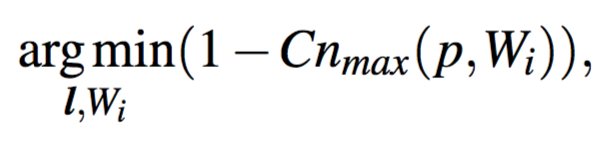 arg min(1 − Cn_max(p, W_i)),
l,W_i